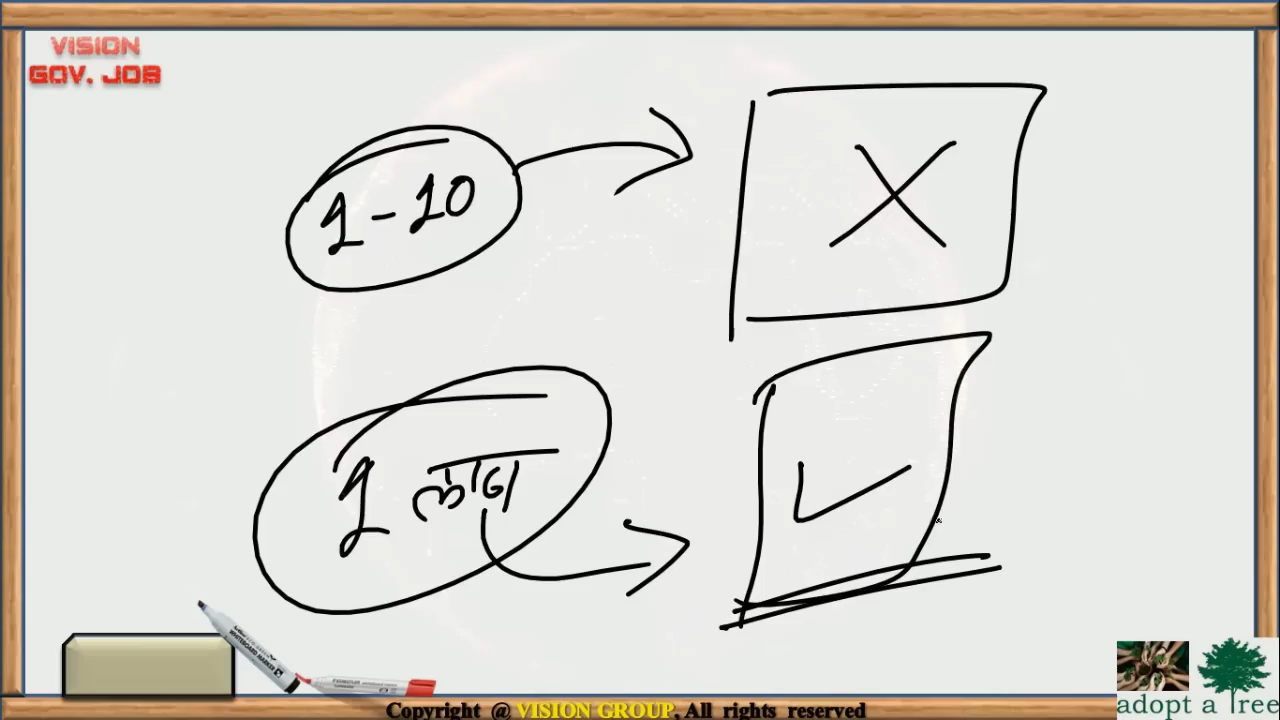 VISION
GOV. JOB
1-10
X
1 लाख
Copyright @ VISION GROUP, All rights reserved
adopt a Tree